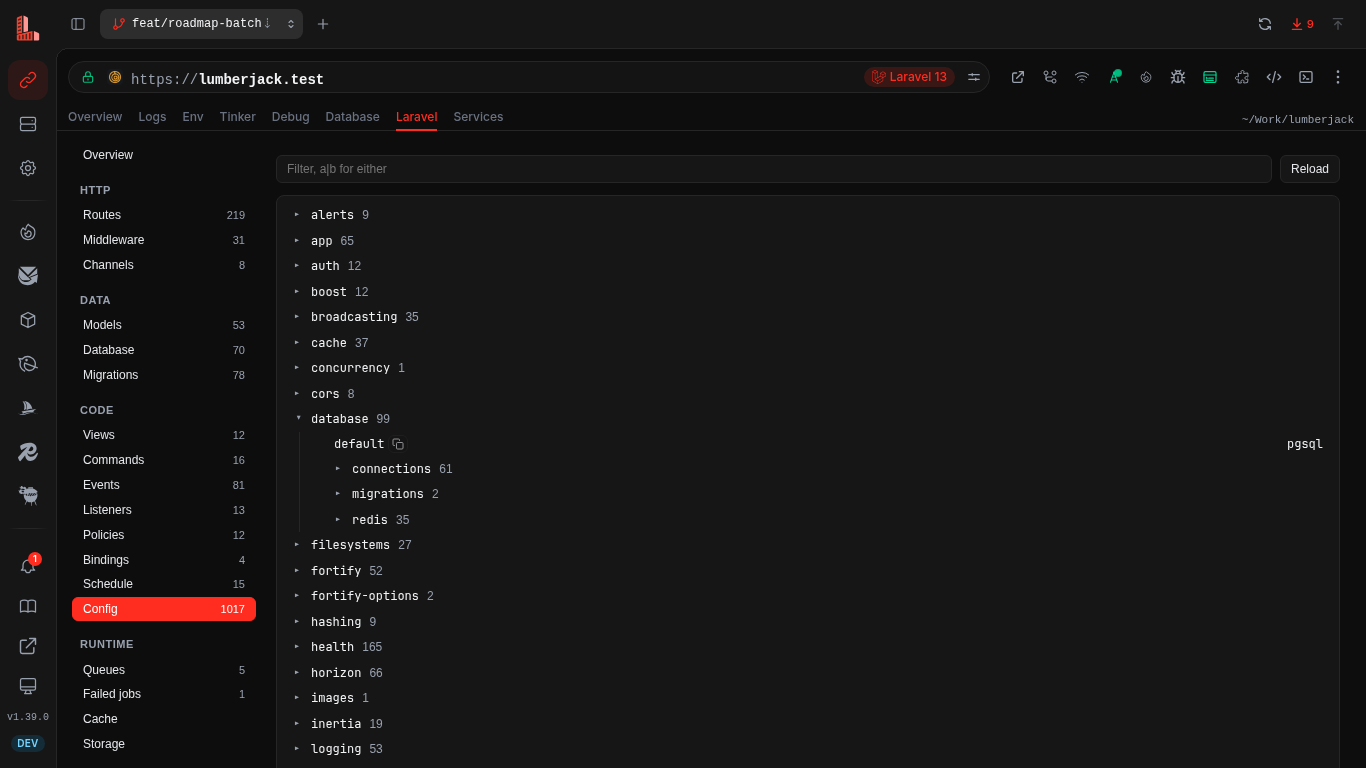 feat/roadmap-batch
9
https://lumberjack.test
Laravel 13
Overview Logs Env Tinker Debug Database Laravel Services
~/Work/lumberjack
Overview
HTTP
Routes 219
Middleware 31
Channels 8
DATA
Models 53
Database 70
Migrations 78
CODE
Views 12
Commands 16
Events 81
Listeners 13
Policies 12
Bindings 4
Schedule 15
Config 1017
RUNTIME
Queues 5
Failed jobs 1
Cache
Storage
Filter, a|b for either
Reload
alerts 9
app 65
auth 12
boost 12
broadcasting 35
cache 37
concurrency 1
cors 8
database 99
default pgsql
connections 61
migrations 2
redis 35
filesystems 27
fortify 52
fortify-options 2
hashing 9
health 165
horizon 66
images 1
inertia 19
logging 53
1
v1.39.0
DEV